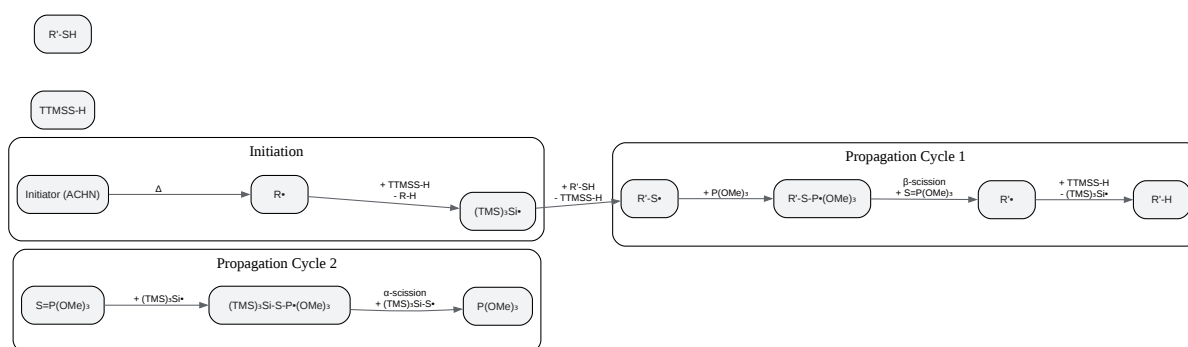 R'-SH
TTMSS-H
Initiation
Initiator (ACHN)
Δ
R•
+ TTMSS-H
- R-H
(TMS)₃Si•
+ R'-SH
- TTMSS-H
Propagation Cycle 1
R'-S•
+ P(OMe)₃
R'-S-P•(OMe)₃
β-scission
+ S=P(OMe)₃
R'•
+ TTMSS-H
- (TMS)₃Si•
R'-H
Propagation Cycle 2
S=P(OMe)₃
+ (TMS)₃Si•
(TMS)₃Si-S-P•(OMe)₃
α-scission
+ (TMS)₃Si-S•
P(OMe)₃